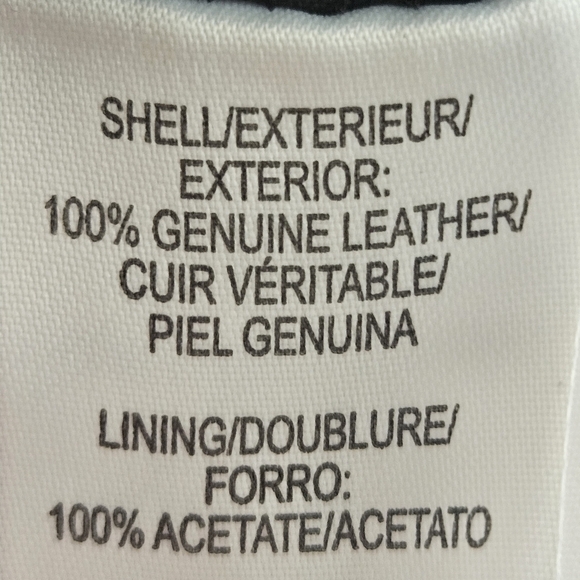 SHELL/EXTERIEUR/
EXTERIOR:
100% GENUINE LEATHER/
CUIR VÉRITABLE/
PIEL GENUINA
LINING/DOUBLURE/
FORRO:
100% ACETATE/ACETATO